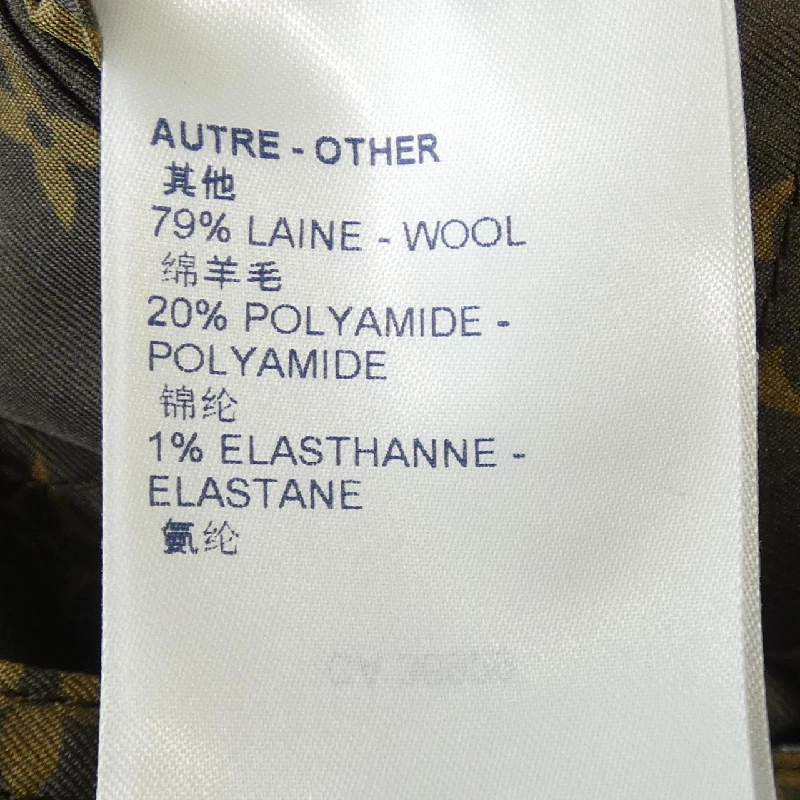 AUTRE - OTHER
其他
79% LAINE - WOOL
绵羊毛
20% POLYAMIDE -
POLYAMIDE
锦纶
1% ELASTHANNE -
ELASTANE
氨纶